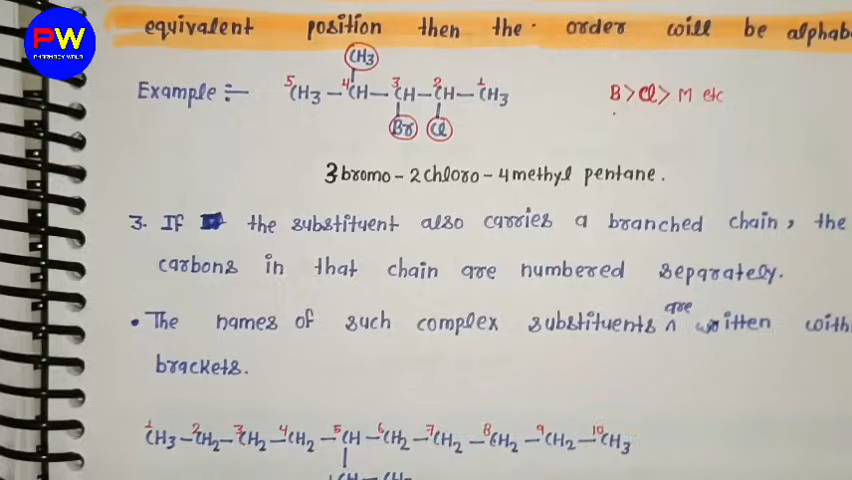 equivalent position then the order will be alphab
PW
PHARMACY WORLD
CH3
Example :- 5CH3 - 4CH - 3CH - 2CH - 1CH3 B > Cl > M etc
Br Cl
3 bromo - 2 chloro - 4 methyl pentane.
3. If the substituent also carries a branched chain, the
carbons in that chain are numbered separately.
• The names of such complex substituents are written with
brackets.
1CH3 - 2CH2 - 3CH2 - 4CH2 - 5CH - 6CH2 - 7CH2 - 8CH2 - 9CH2 - 10CH3